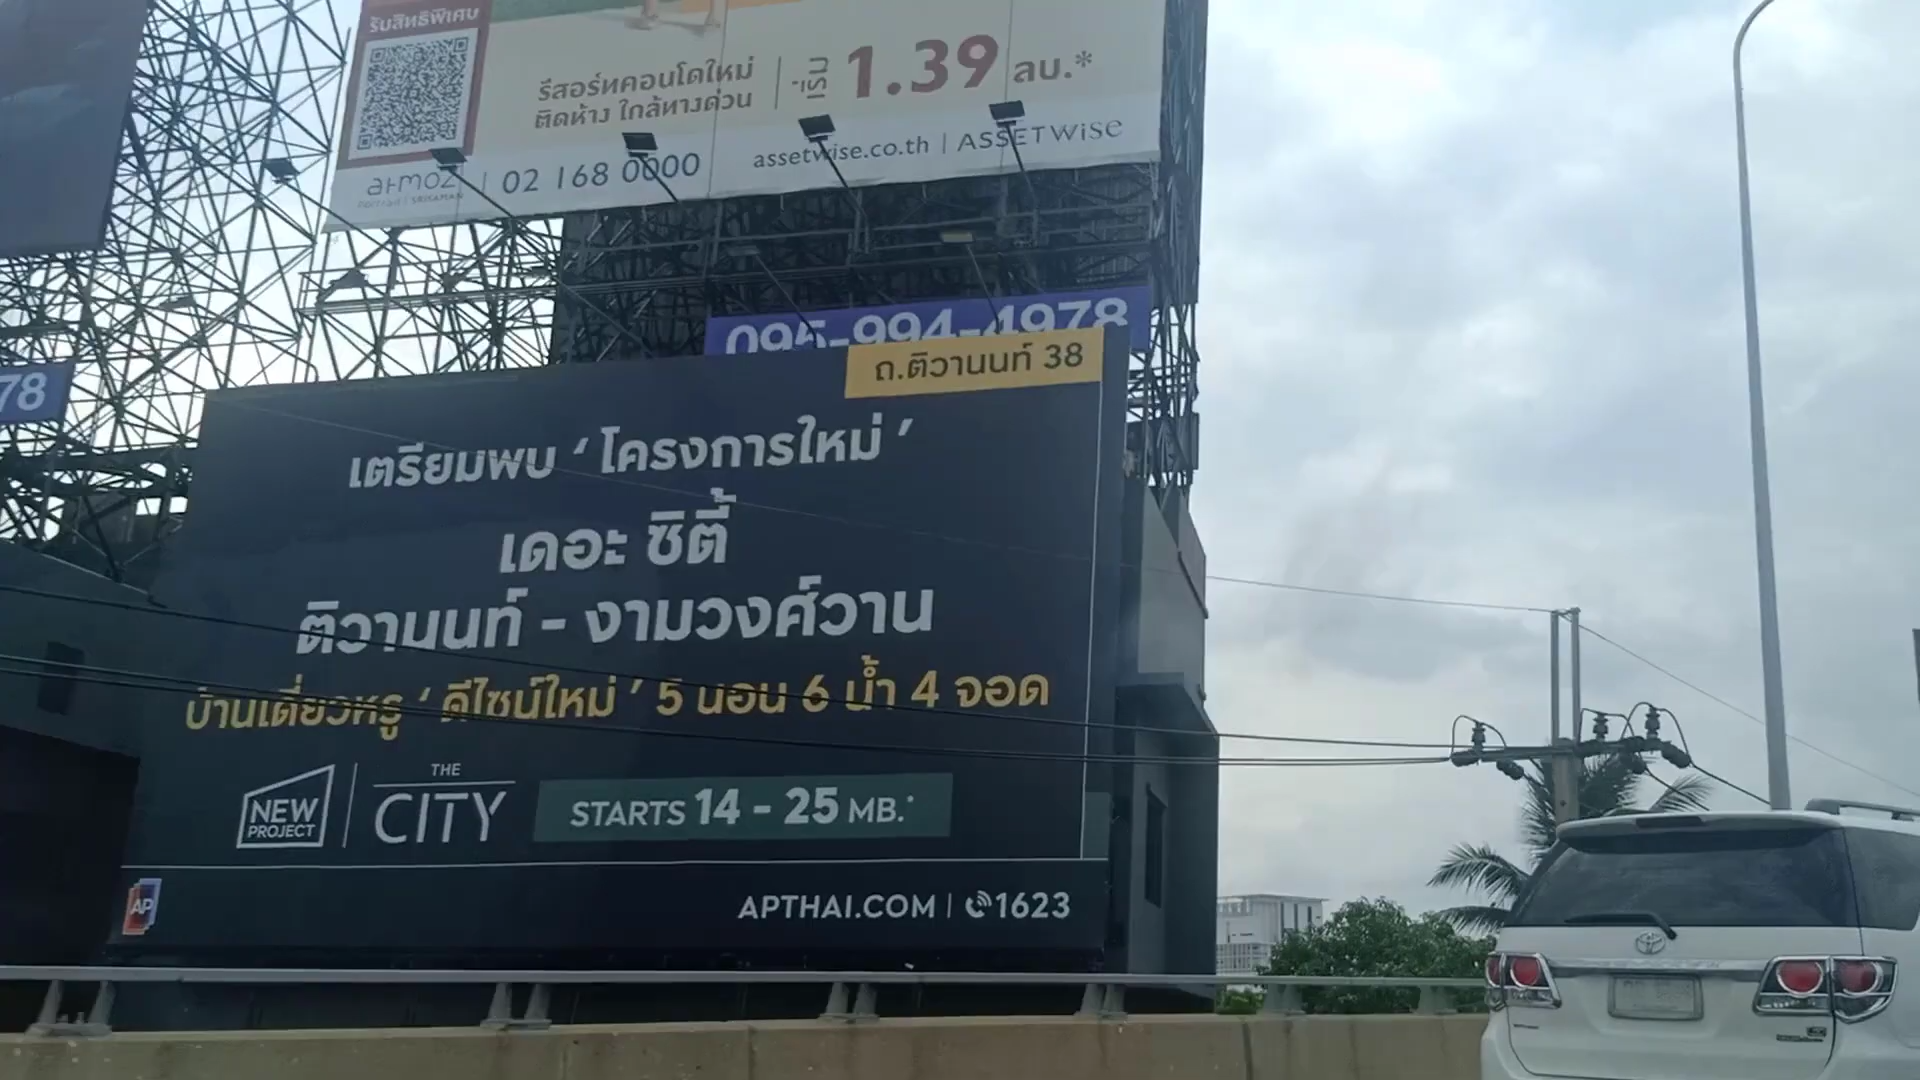 รับสิทธิพิเศษ
รีสอร์ทคอนโดใหม่
ติดห้าง ใกล้ทางด่วน
เริ่ม 1.39 ลบ.*
atmoz | 02 168 0000
assetwise.co.th | ASSETWISE
095-994-4978
78
ถ.ติวานนท์ 38
เตรียมพบ ‘ โครงการใหม่ ’
เดอะ ซิตี้
ติวานนท์ - งามวงศ์วาน
บ้านเดี่ยวหรู ‘ ดีไซน์ใหม่ ’ 5 นอน 6 น้ำ 4 จอด
NEW PROJECT
THE CITY
STARTS 14 - 25 MB.*
AP
APTHAI.COM | 1623